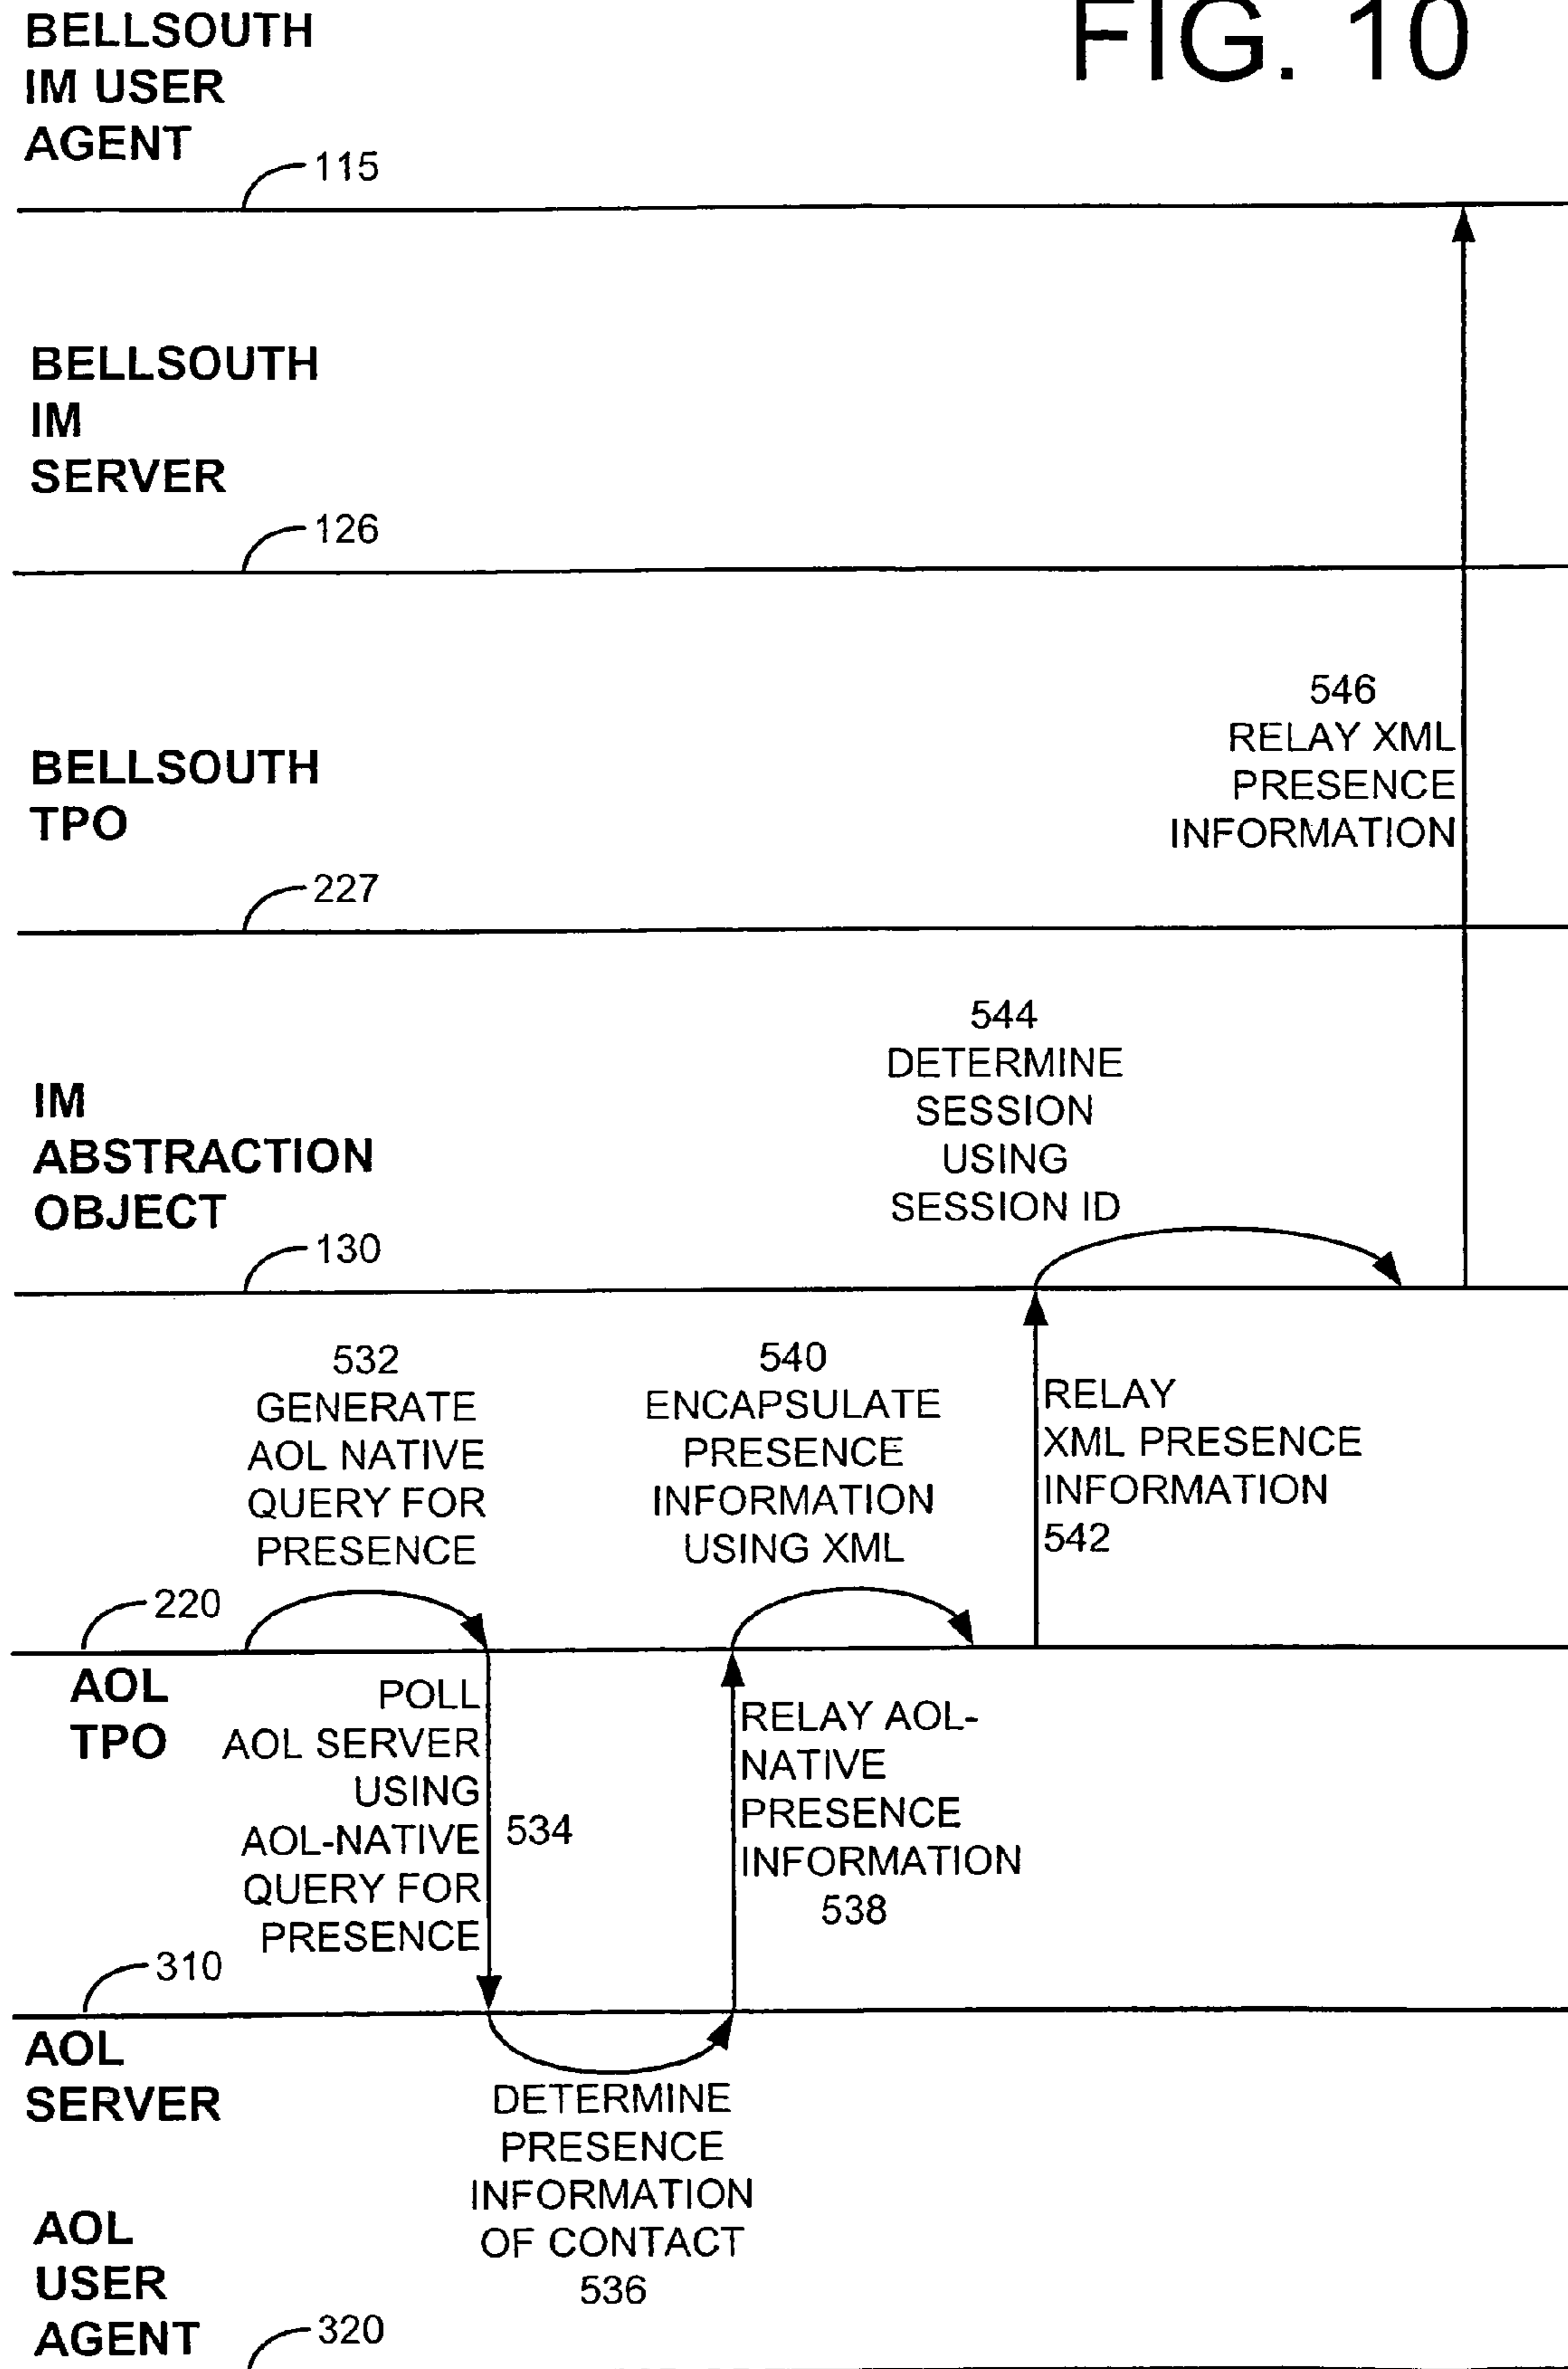 FIG. 10
BELLSOUTH
IM USER
AGENT
115
BELLSOUTH
IM
SERVER
126
546
RELAY XML
PRESENCE
INFORMATION
BELLSOUTH
TPO
227
544
DETERMINE
SESSION
USING
SESSION ID
IM
ABSTRACTION
OBJECT
130
532
GENERATE
AOL NATIVE
QUERY FOR
PRESENCE
540
ENCAPSULATE
PRESENCE
INFORMATION
USING XML
RELAY
XML PRESENCE
INFORMATION
542
220
AOL
TPO
POLL
AOL SERVER
USING
AOL-NATIVE
QUERY FOR
PRESENCE
534
RELAY AOL-
NATIVE
PRESENCE
INFORMATION
538
310
AOL
SERVER
DETERMINE
PRESENCE
INFORMATION
OF CONTACT
536
AOL
USER
AGENT
320